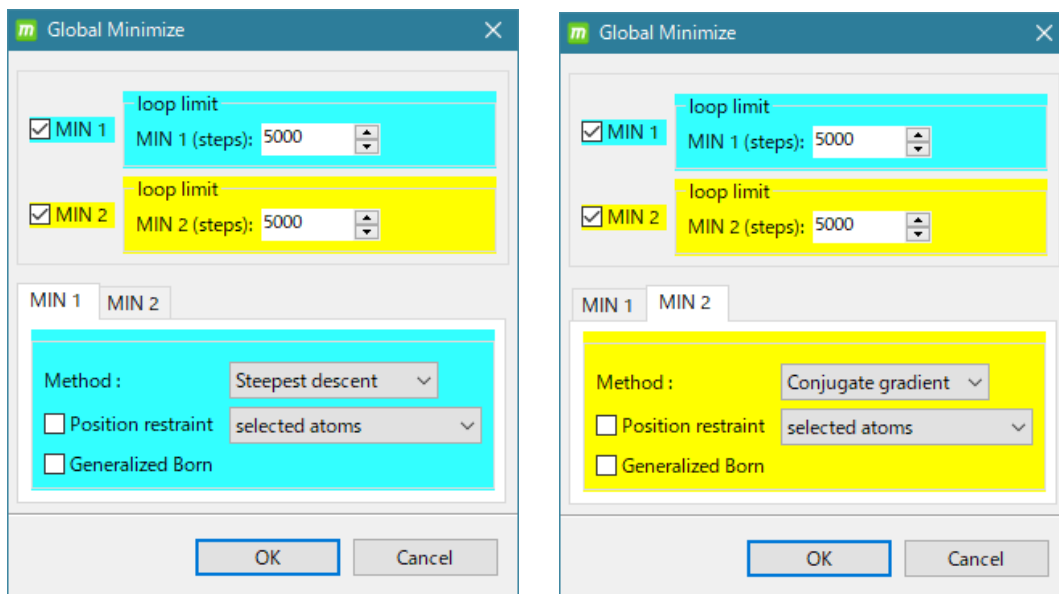 m Global Minimize
loop limit
MIN 1
MIN 1 (steps): 5000
loop limit
MIN 2
MIN 2 (steps): 5000
MIN 1 MIN 2
Method : Steepest descent
Position restraint selected atoms
Generalized Born
OK Cancel
m Global Minimize
loop limit
MIN 1
MIN 1 (steps): 5000
loop limit
MIN 2
MIN 2 (steps): 5000
MIN 1 MIN 2
Method : Conjugate gradient
Position restraint selected atoms
Generalized Born
OK Cancel